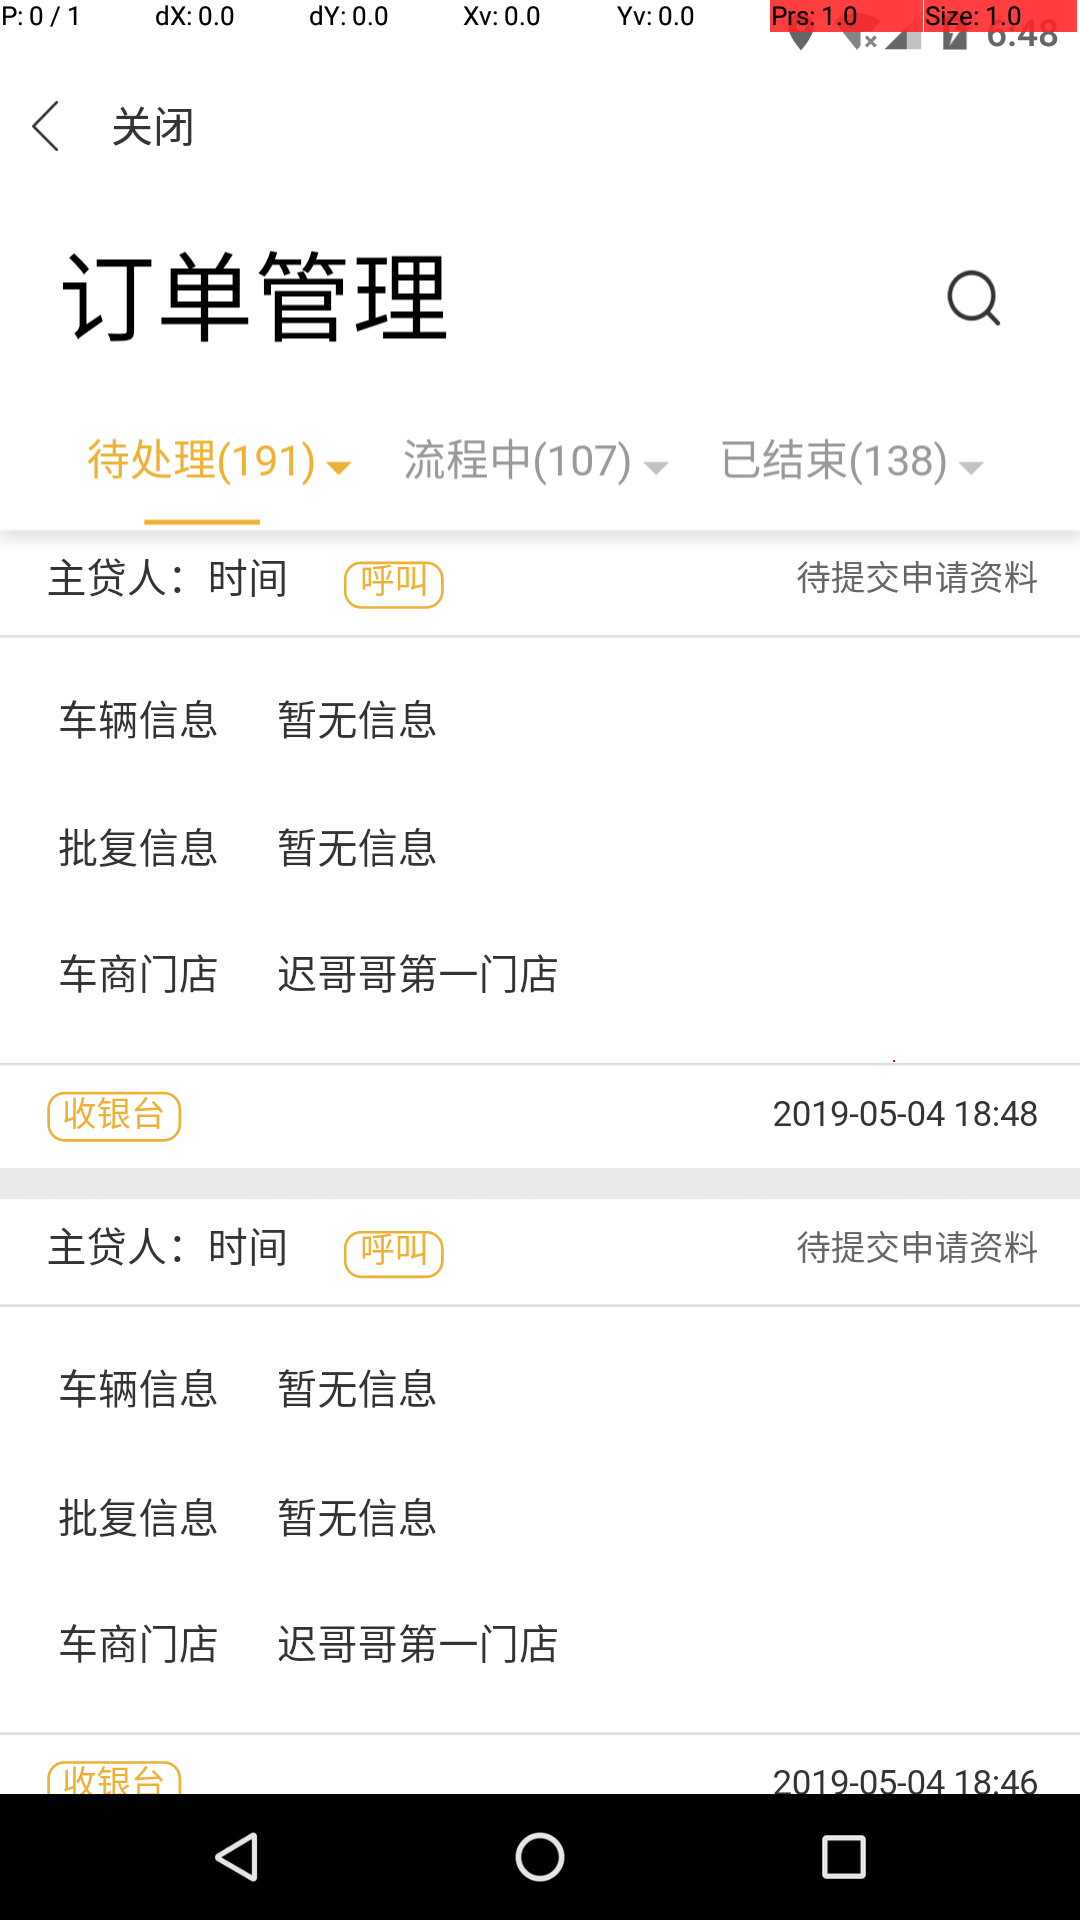 P: 0 / 1 dX: 0.0 dY: 0.0 Xv: 0.0 Yv: 0.0 Prs: 1.0 Size: 1.0
6:48
关闭
订单管理
待处理(191) 流程中(107) 已结束(138)
主贷人：时间 呼叫 待提交申请资料
车辆信息 暂无信息
批复信息 暂无信息
车商门店 迟哥哥第一门店
收银台 2019-05-04 18:48
主贷人：时间 呼叫 待提交申请资料
车辆信息 暂无信息
批复信息 暂无信息
车商门店 迟哥哥第一门店
收银台 2019-05-04 18:46